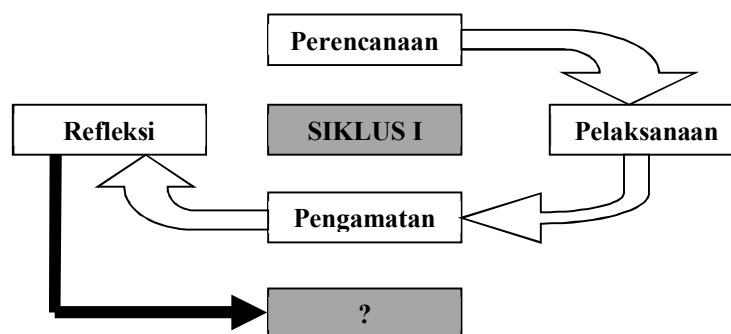 Perencanaan
Refleksi
SIKLUS I
Pelaksanaan
Pengamatan
?